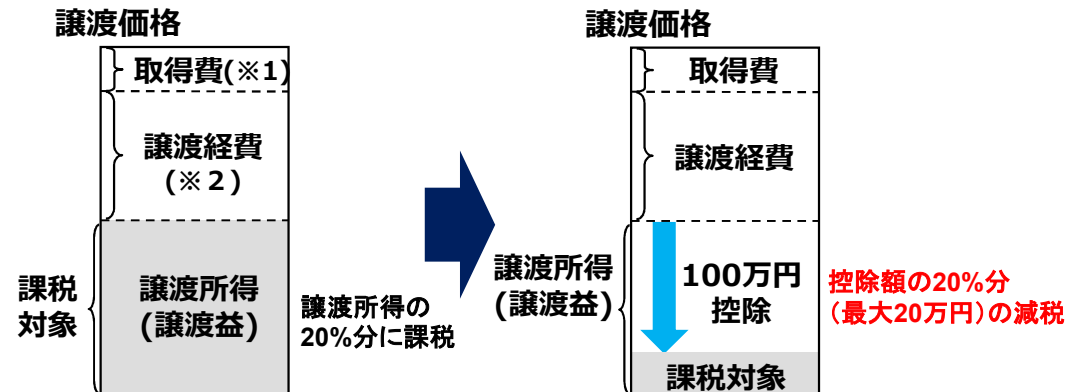 譲渡価格
取得費(※1)
譲渡経費
(※２)
課税
対象
譲渡所得
(譲渡益)
譲渡所得の
20%分に課税
譲渡価格
取得費
譲渡経費
譲渡所得
(譲渡益)
100万円
控除
課税対象
控除額の20%分
（最大20万円）の減税